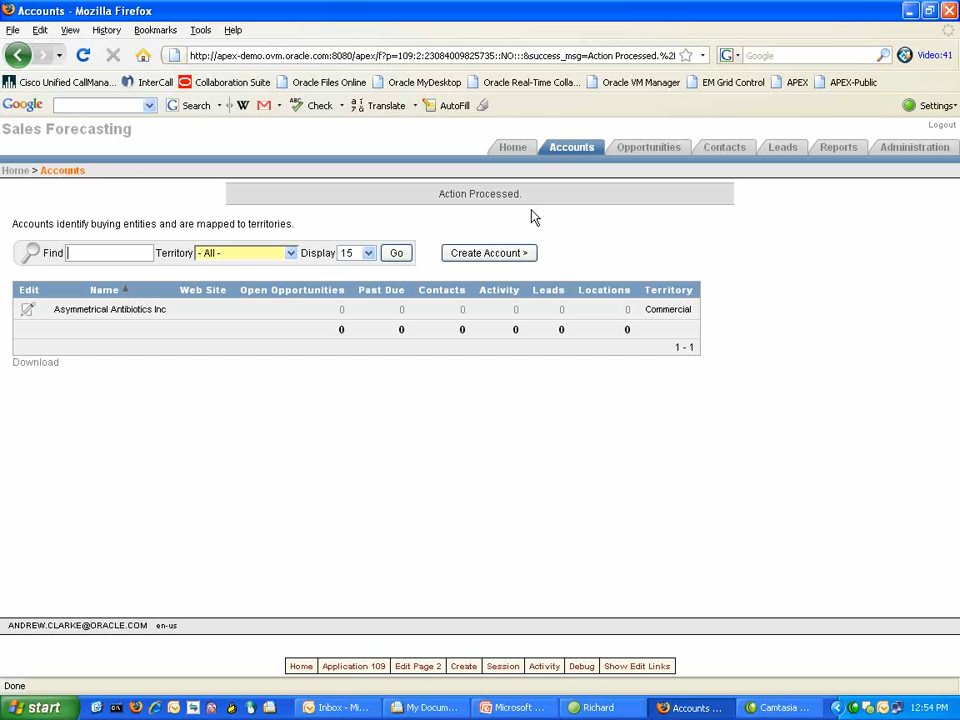 Accounts - Mozilla Firefox
File Edit View History Bookmarks Tools Help
http://apex-demo.ovm.oracle.com:8080/apex/f?p=109:2:23084009825735::NO:::&success_msg=Action Processed.%2l Google Video:41
Cisco Unified CallMana... InterCall Collaboration Suite Oracle Files Online Oracle MyDesktop Oracle Real-Time Colla... Oracle VM Manager EM Grid Control APEX APEX-Public
Google Search Check Translate AutoFill Settings
Sales Forecasting
Logout
Home Accounts Opportunities Contacts Leads Reports Administration
Home > Accounts
Action Processed.
Accounts identify buying entities and are mapped to territories.
Find Territory - All - Display 15 Go Create Account >
Edit Name Web Site Open Opportunities Past Due Contacts Activity Leads Locations Territory
Asymmetrical Antibiotics Inc 0 0 0 0 0 0 Commercial
0 0 0 0 0 0
1 - 1
Download
ANDREW.CLARKE@ORACLE.COM en-us
Home Application 109 Edit Page 2 Create Session Activity Debug Show Edit Links
Done
start Inbox - Mi... My Docum... Microsoft ... Richard Accounts ... Camtasia ... 12:54 PM